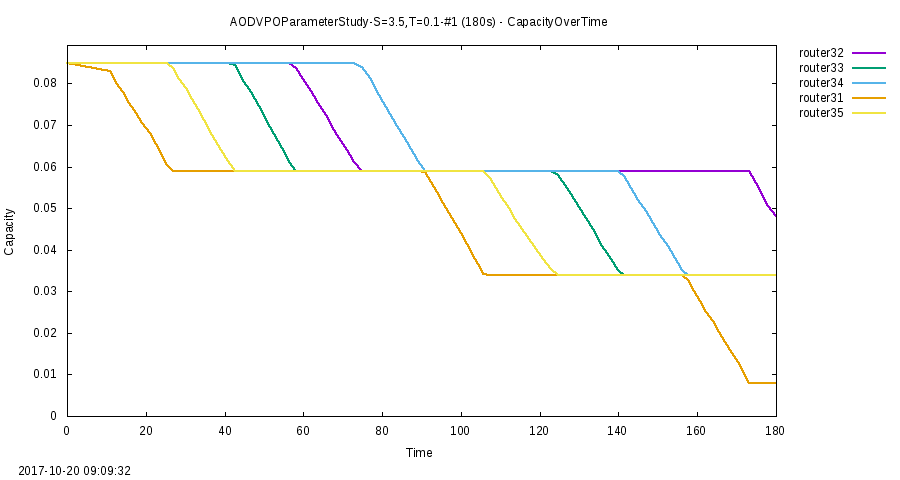 AODVPOParameterStudy-S=3.5,T=0.1-#1 (180s) - CapacityOverTime
router32
router33
router34
router31
router35
0.08
0.07
0.06
0.05
0.04
0.03
0.02
0.01
0
Capacity
0 20 40 60 80 100 120 140 160 180
Time
2017-10-20 09:09:32